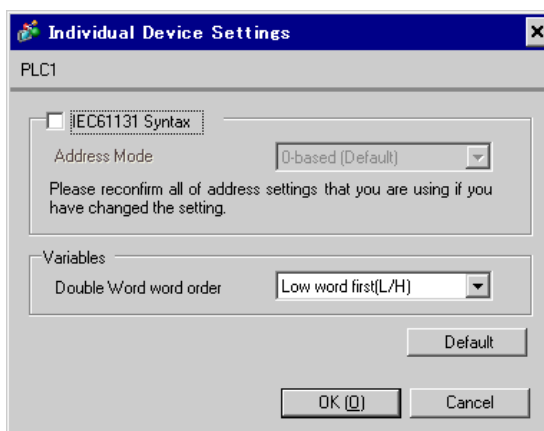 Individual Device Settings
PLC1
IEC61131 Syntax
Address Mode
0-based (Default)
Please reconfirm all of address settings that you are using if you
have changed the setting.
Variables
Double Word word order
Low word first(L/H)
Default
OK (O)
Cancel